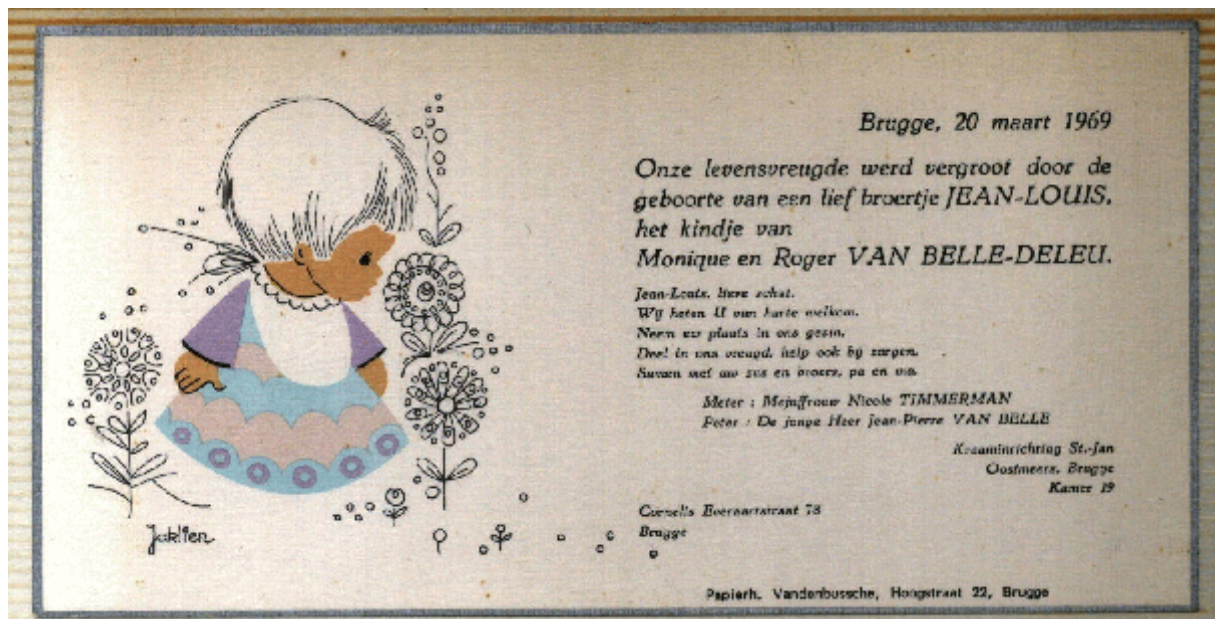 Brugge, 20 maart 1969
Onze levensvreugde werd vergroot door de
geboorte van een lief broertje JEAN-LOUIS,
het kindje van
Monique en Roger VAN BELLE-DELEU.
Jean-Louis, lieve schat.
Wij heten U van harte welkom.
Neem uw plaats in ons gezin.
Deel in ons vreugd, help ook bij zorgen.
Samen met uw zus en broers, pa en ma.
Meter : Mejuffrouw Nicole TIMMERMAN
Peter : De jonge Heer Jean-Pierre VAN BELLE
Kraaminrichting St.-Jan
Oostmeers, Brugge
Kamer 19
Cornelis Everaertstraat 78
Brugge
Jaklien
Papierh. Vandenbussche, Hoogstraat 22, Brugge